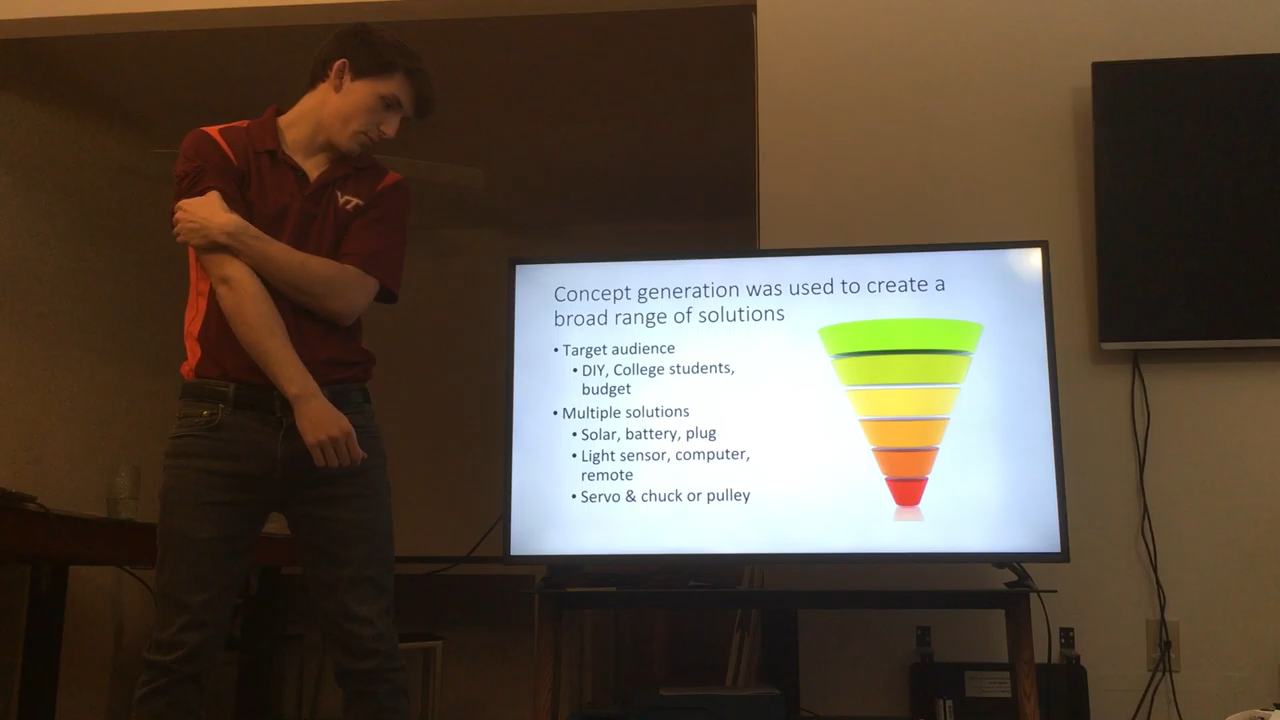 VT
Concept generation was used to create a
broad range of solutions
• Target audience
• DIY, College students,
budget
• Multiple solutions
• Solar, battery, plug
• Light sensor, computer,
remote
• Servo & chuck or pulley